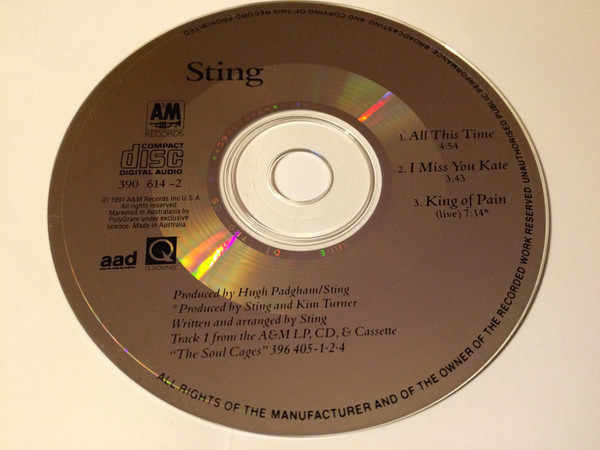 Sting
A&M
RECORDS
COMPACT
disc
DIGITAL AUDIO
390 614-2
℗ 1991 A&M Records Inc U S A
All rights reserved.
Marketed in Australasia by
PolyGram under exclusive
licence. Made in Australia.
aad
Q
Q SOUND
1. All This Time
4:54
2. I Miss You Kate
3:43
3. King of Pain
(live) 7:14*
Produced by Hugh Padgham/Sting
*Produced by Sting and Kim Turner
Written and arranged by Sting
Track 1 from the A&M LP, CD, & Cassette
"The Soul Cages" 396 405-1·2·4
ALL RIGHTS OF THE MANUFACTURER AND OF THE OWNER OF THE RECORDED WORK RESERVED. UNAUTHORISED PUBLIC PERFORMANCE BROADCASTING AND COPYING OF THIS RECORD PROHIBITED